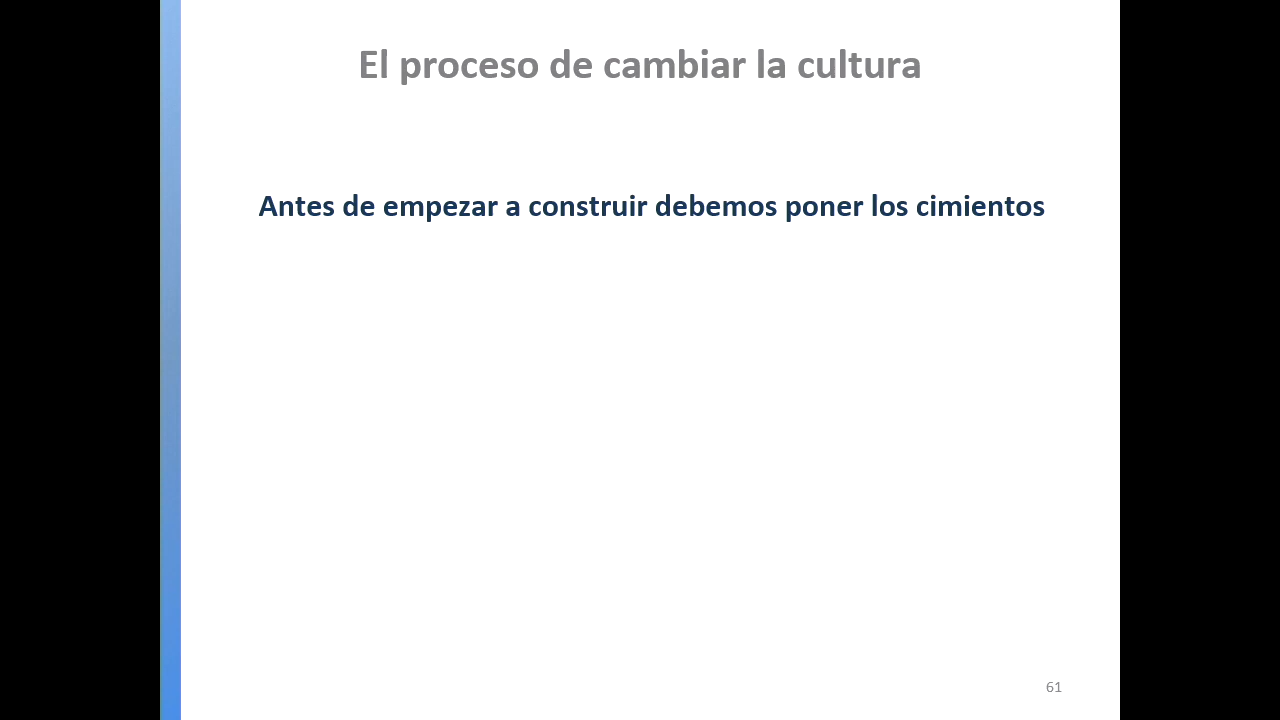 El proceso de cambiar la cultura
Antes de empezar a construir debemos poner los cimientos
61